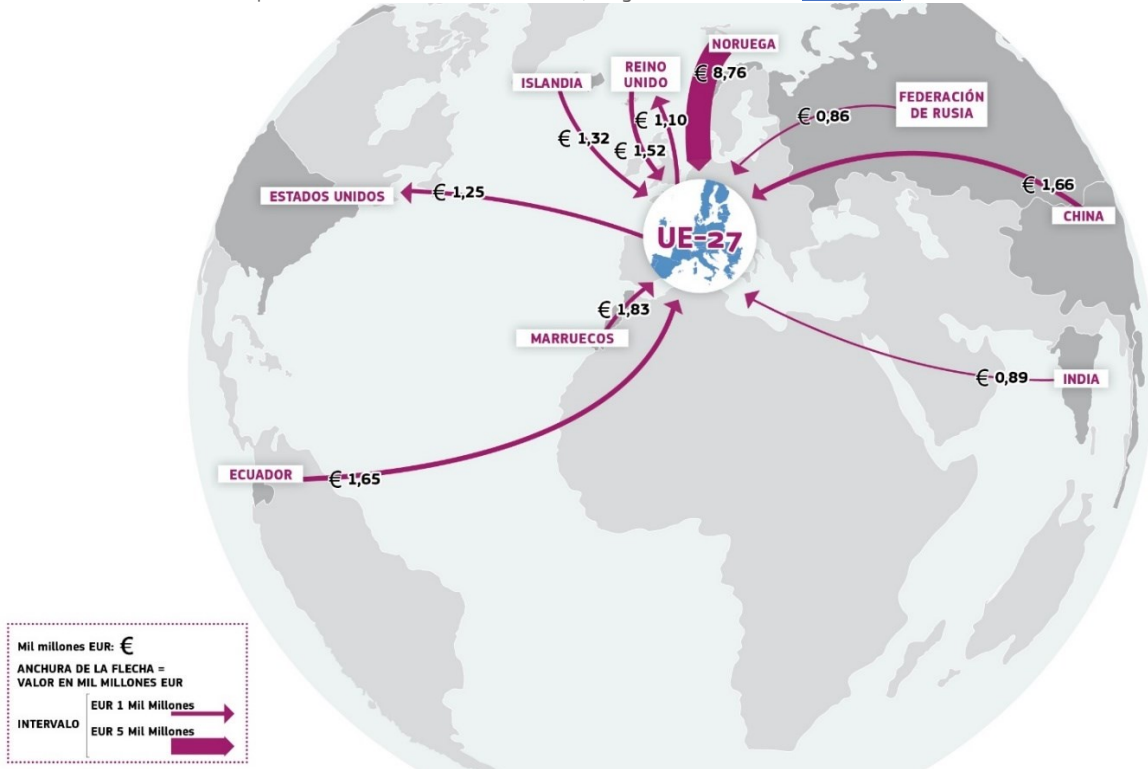 NORUEGA
€ 8,76
REINO
UNIDO
€ 1,10
€ 1,52
ISLANDIA
€ 1,32
FEDERACIÓN
DE RUSIA
€ 0,86
ESTADOS UNIDOS
€ 1,25
€ 1,66
CHINA
UE-27
€ 1,83
MARRUECOS
€ 0,89
INDIA
ECUADOR
€ 1,65
Mil millones EUR: €
ANCHURA DE LA FLECHA =
VALOR EN MIL MILLONES EUR
INTERVALO
EUR 1 Mil Millones
EUR 5 Mil Millones